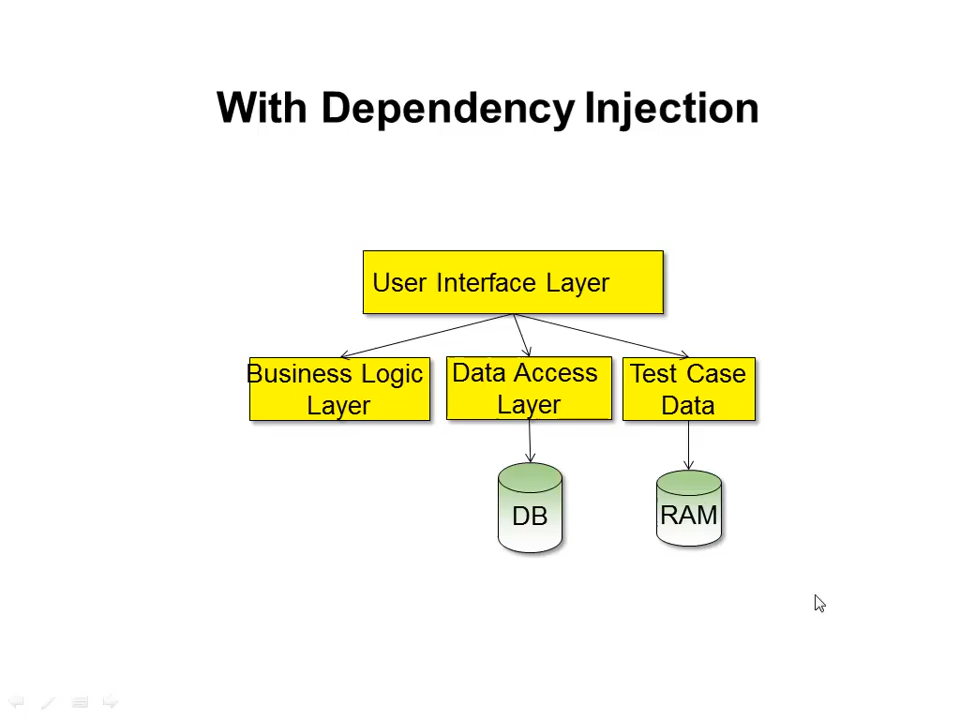 With Dependency Injection
User Interface Layer
Business Logic
Layer
Data Access
Layer
Test Case
Data
DB
RAM